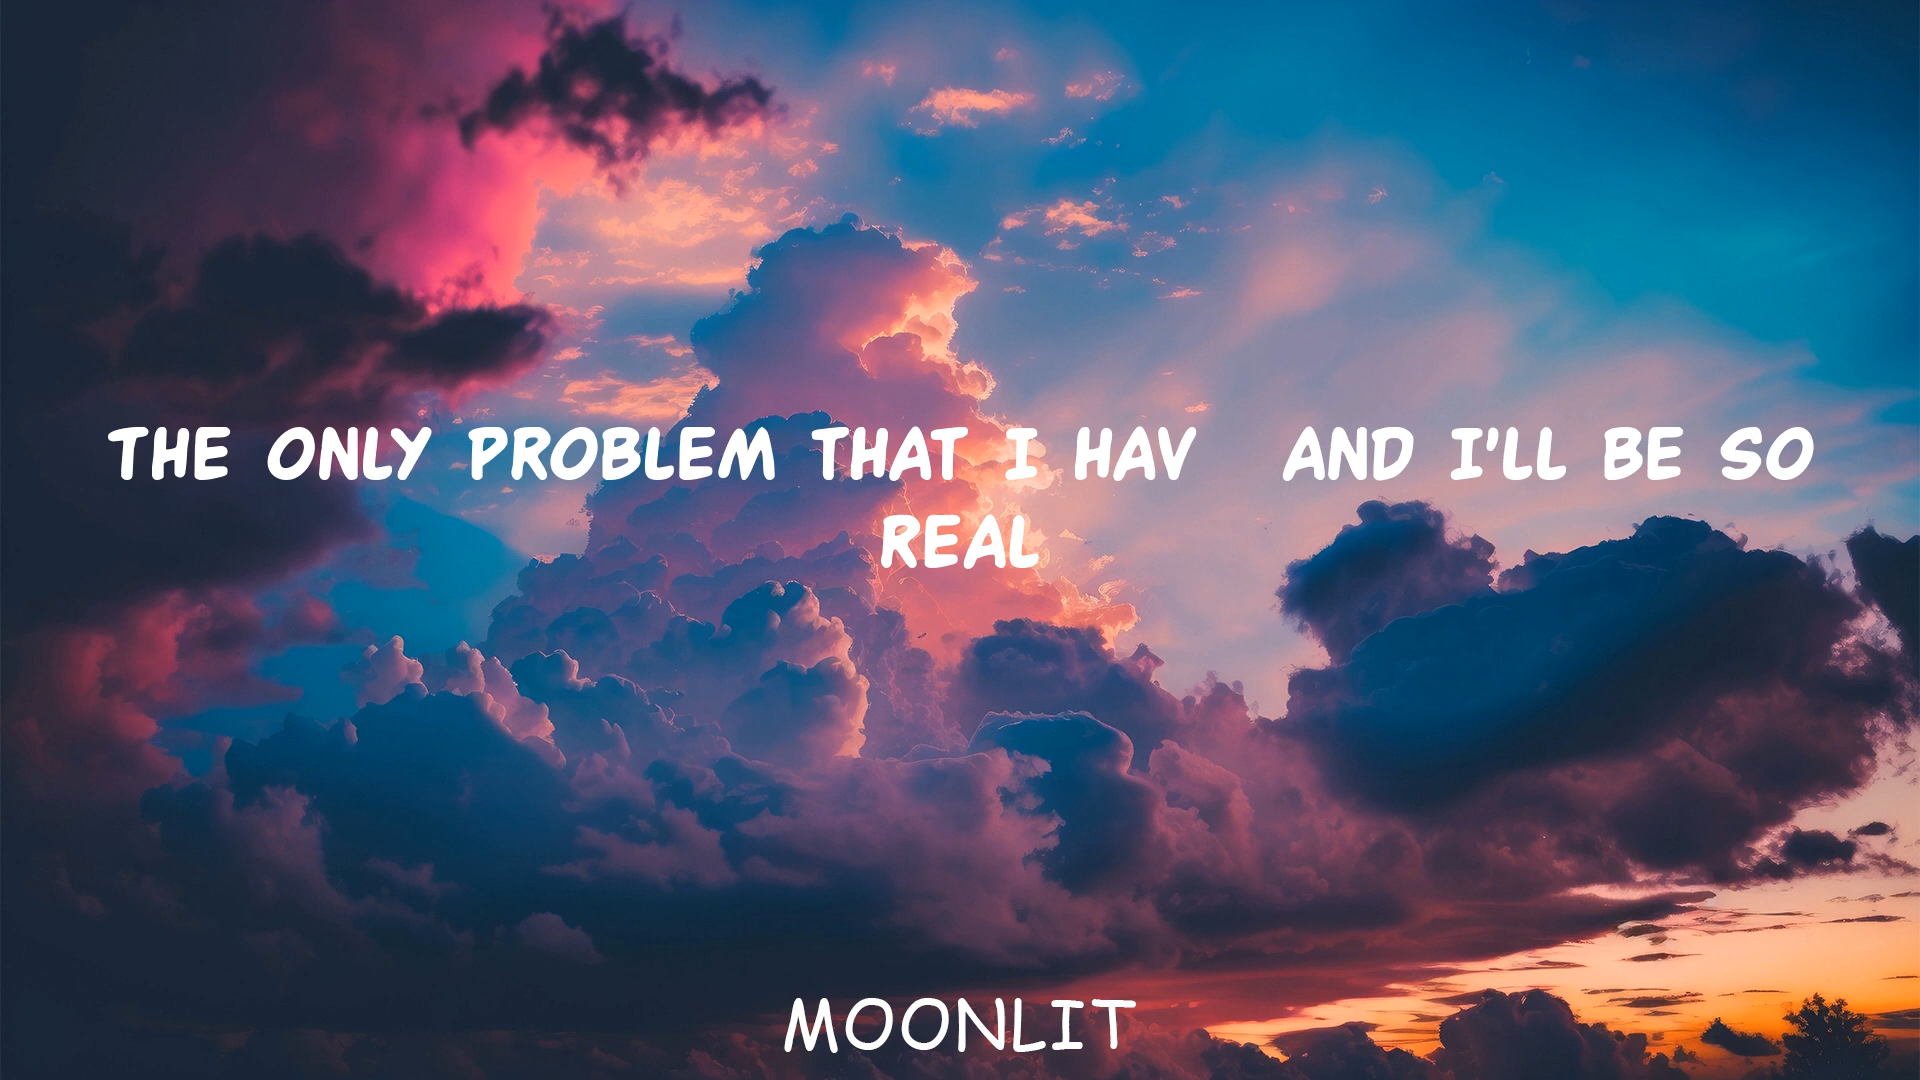 THE ONLY PROBLEM THAT I HAV AND I'LL BE SO
REAL
MOONLIT